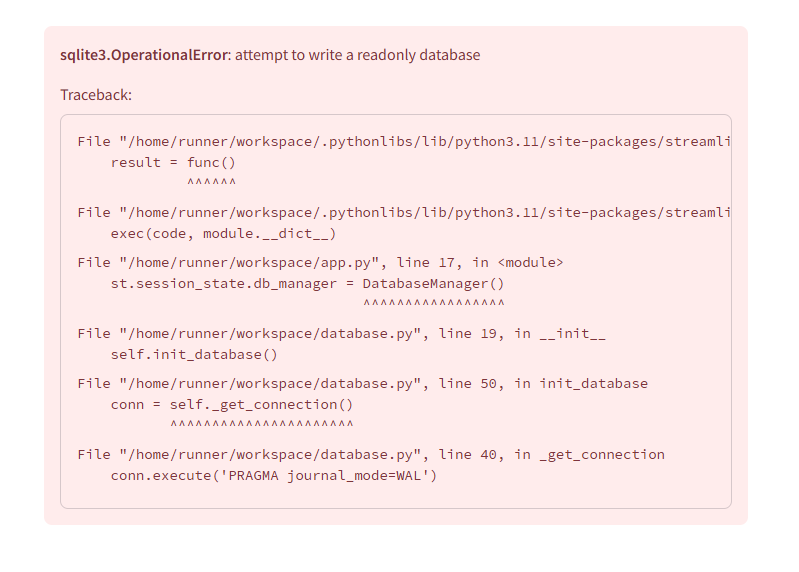 sqlite3.OperationalError: attempt to write a readonly database
Traceback:
File "/home/runner/workspace/.pythonlibs/lib/python3.11/site-packages/streamli
result = func()
^^^^^^
File "/home/runner/workspace/.pythonlibs/lib/python3.11/site-packages/streamli
exec(code, module.__dict__)
File "/home/runner/workspace/app.py", line 17, in <module>
st.session_state.db_manager = DatabaseManager()
^^^^^^^^^^^^^^^^^
File "/home/runner/workspace/database.py", line 19, in __init__
self.init_database()
File "/home/runner/workspace/database.py", line 50, in init_database
conn = self._get_connection()
^^^^^^^^^^^^^^^^^^^^^^
File "/home/runner/workspace/database.py", line 40, in _get_connection
conn.execute('PRAGMA journal_mode=WAL')